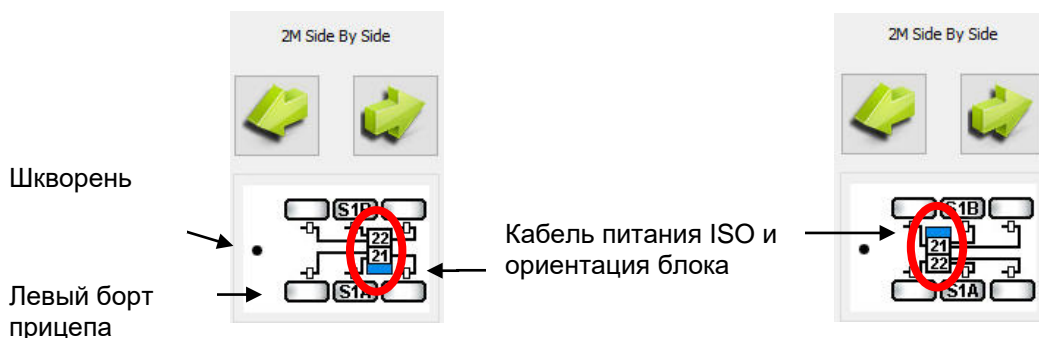 2M Side By Side
2M Side By Side
Шкворень
S1B
S1B
22
21
21
22
Кабель питания ISO и
ориентация блока
Левый борт
прицепа
S1A
S1A